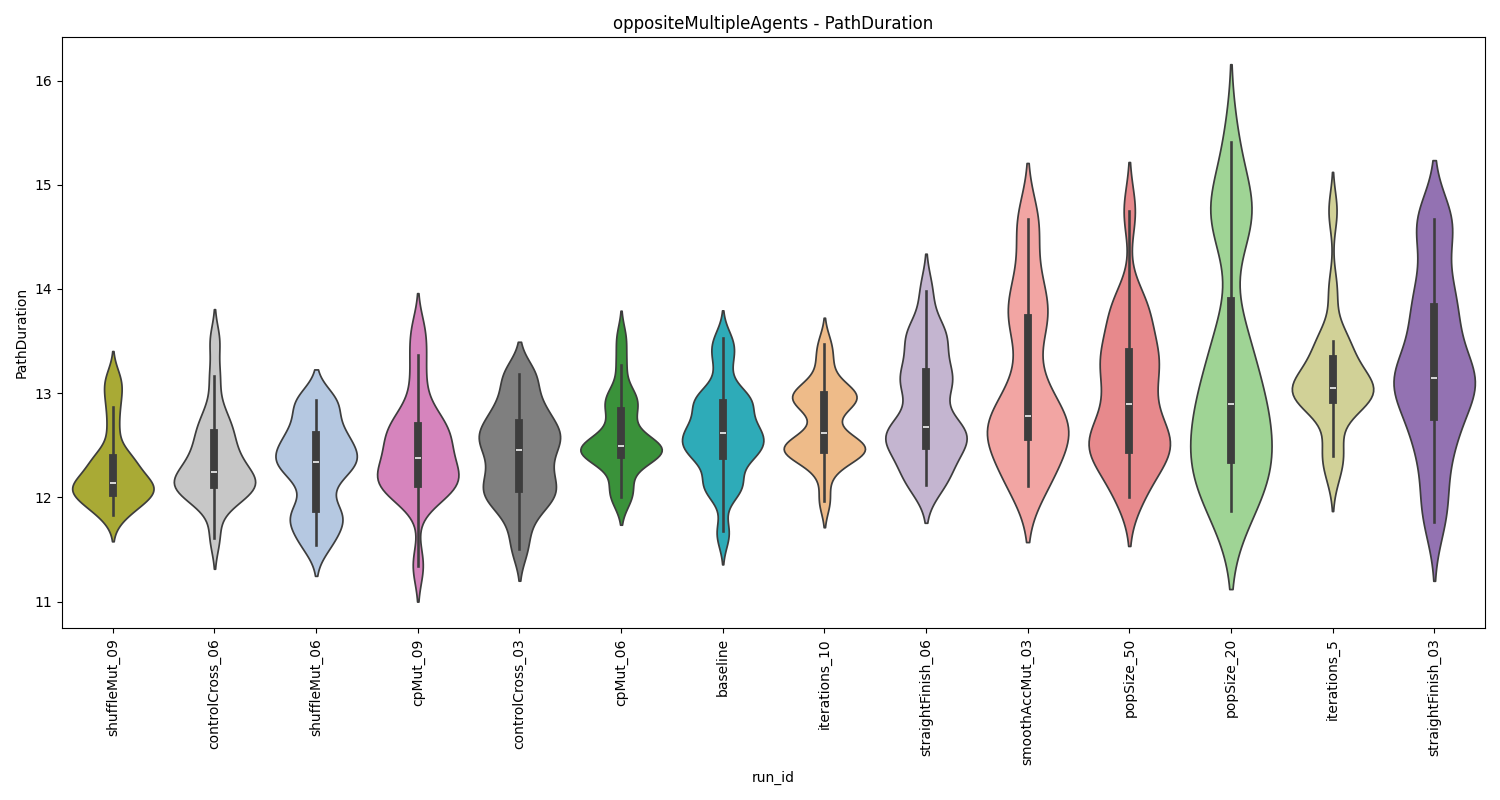 oppositeMultipleAgents - PathDuration
PathDuration
16
15
14
13
12
11
shuffleMut_09
controlCross_06
shuffleMut_06
cpMut_09
controlCross_03
cpMut_06
baseline
iterations_10
straightFinish_06
smoothAccMut_03
popSize_50
popSize_20
iterations_5
straightFinish_03
run_id